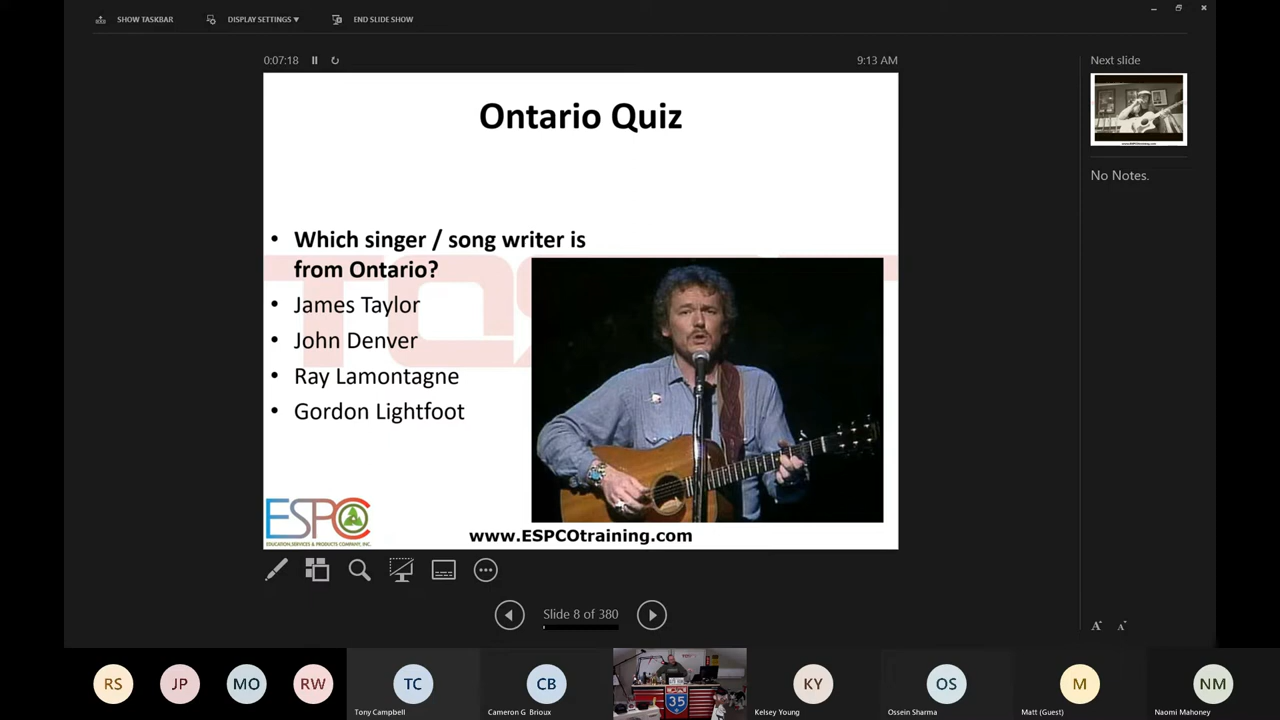 SHOW TASKBAR
DISPLAY SETTINGS ▾
END SLIDE SHOW
0:07:18
9:13 AM
Next slide
No Notes.
Ontario Quiz
• Which singer / song writer is
from Ontario?
• James Taylor
• John Denver
• Ray Lamontagne
• Gordon Lightfoot
ESPC
EDUCATION, SERVICES & PRODUCTS COMPANY, INC.
www.ESPCOtraining.com
Slide 8 of 380
A A
RS
JP
MO
RW
TC
Tony Campbell
CB
Cameron G Brioux
35
KY
Kelsey Young
OS
Ossein Sharma
M
Matt (Guest)
NM
Naomi Mahoney